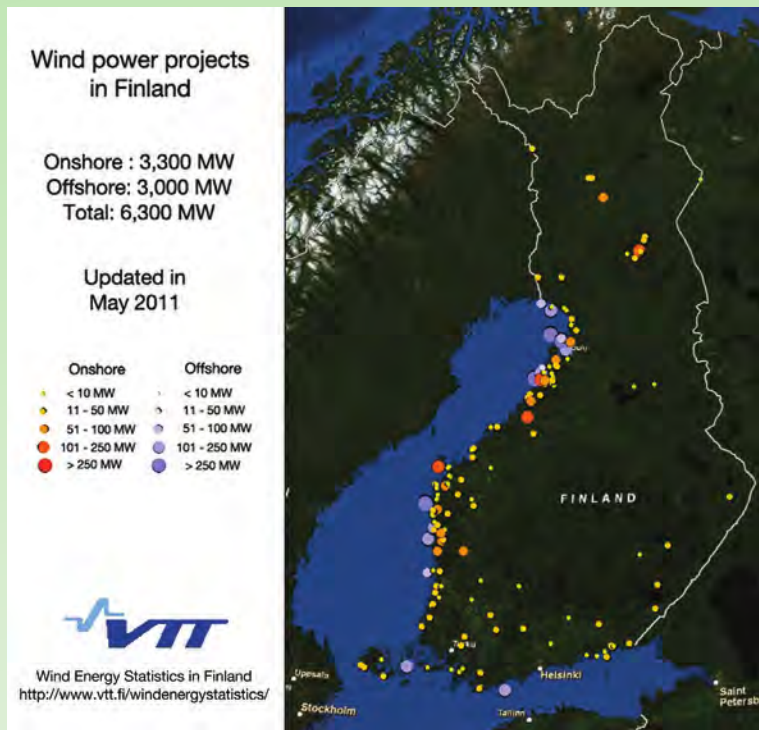 Wind power projects
in Finland
Onshore : 3,300 MW
Offshore: 3,000 MW
Total: 6,300 MW
Updated in
May 2011
Onshore Offshore
< 10 MW < 10 MW
11 - 50 MW 11 - 50 MW
51 - 100 MW 51 - 100 MW
101 - 250 MW 101 - 250 MW
> 250 MW > 250 MW
VTT
Wind Energy Statistics in Finland
http://www.vtt.fi/windenergystatistics/
FINLAND
Turku
Helsinki
Uppsala
Stockholm
Tallinn
Saint